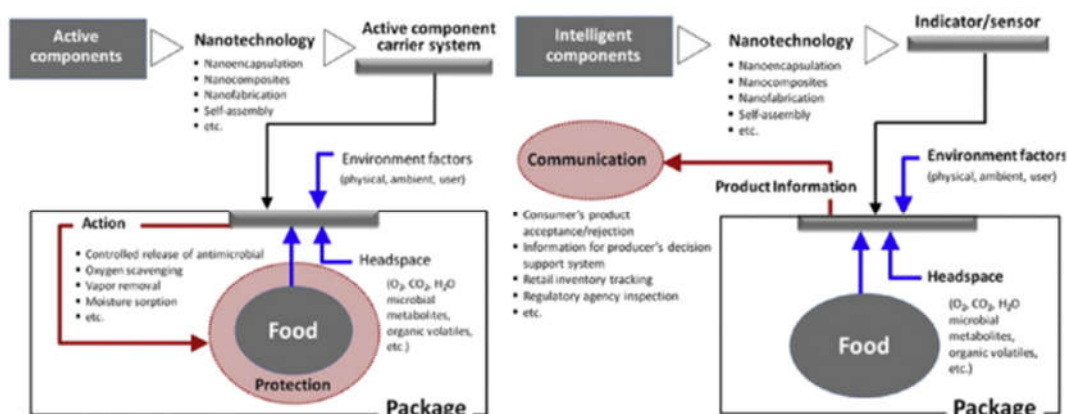 Active
components
Nanotechnology
▪ Nanoencapsulation
▪ Nanocomposites
▪ Nanofabrication
▪ Self-assembly
▪ etc.
Active component
carrier system
Environment factors
(physical, ambient, user)
Action
▪ Controlled release of antimicrobial
▪ Oxygen scavenging
▪ Vapor removal
▪ Moisture sorption
▪ etc.
Headspace
(O₂, CO₂, H₂O
microbial
metabolites,
organic volatiles,
etc.)
Food
Protection
Package
Intelligent
components
Nanotechnology
▪ Nanoencapsulation
▪ Nanocomposites
▪ Nanofabrication
▪ Self-assembly
▪ etc.
Indicator/sensor
Communication
Environment factors
(physical, ambient, user)
Product Information
▪ Consumer's product
acceptance/rejection
▪ Information for producer's decision
support system
▪ Retail inventory tracking
▪ Regulatory agency inspection
▪ etc.
Headspace
(O₂, CO₂, H₂O
microbial
metabolites,
organic volatiles,
etc.)
Food
Package